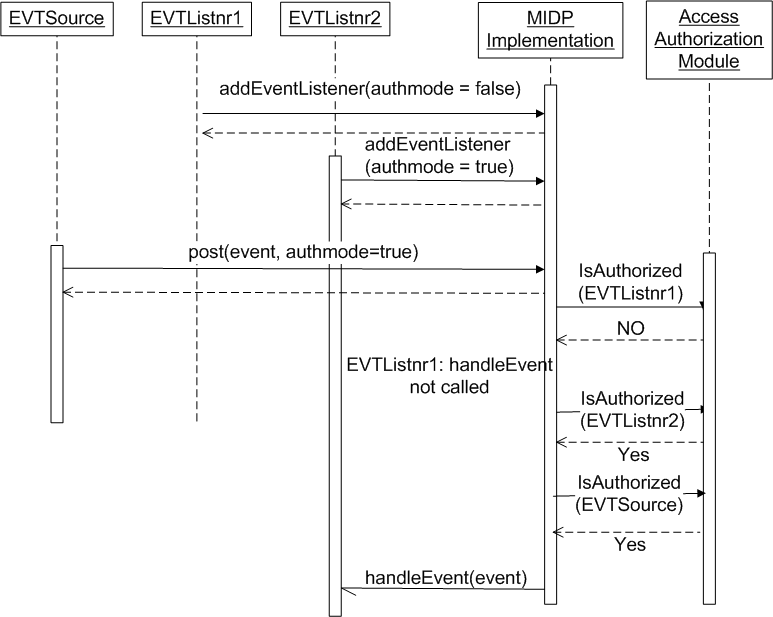 EVTSource
EVTListnr1
EVTListnr2
MIDP
Implementation
Access
Authorization
Module
addEventListener(authmode = false)
addEventListener
(authmode = true)
post(event, authmode=true)
IsAuthorized
(EVTListnr1)
NO
EVTListnr1: handleEvent
not called
IsAuthorized
(EVTListnr2)
Yes
IsAuthorized
(EVTSource)
Yes
handleEvent(event)